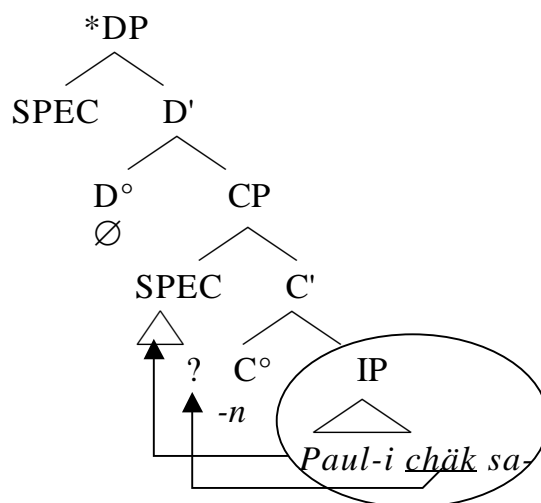 *DP
SPEC D'
D° CP
∅
SPEC C'
? C° IP
-n
Paul-i chäk sa-